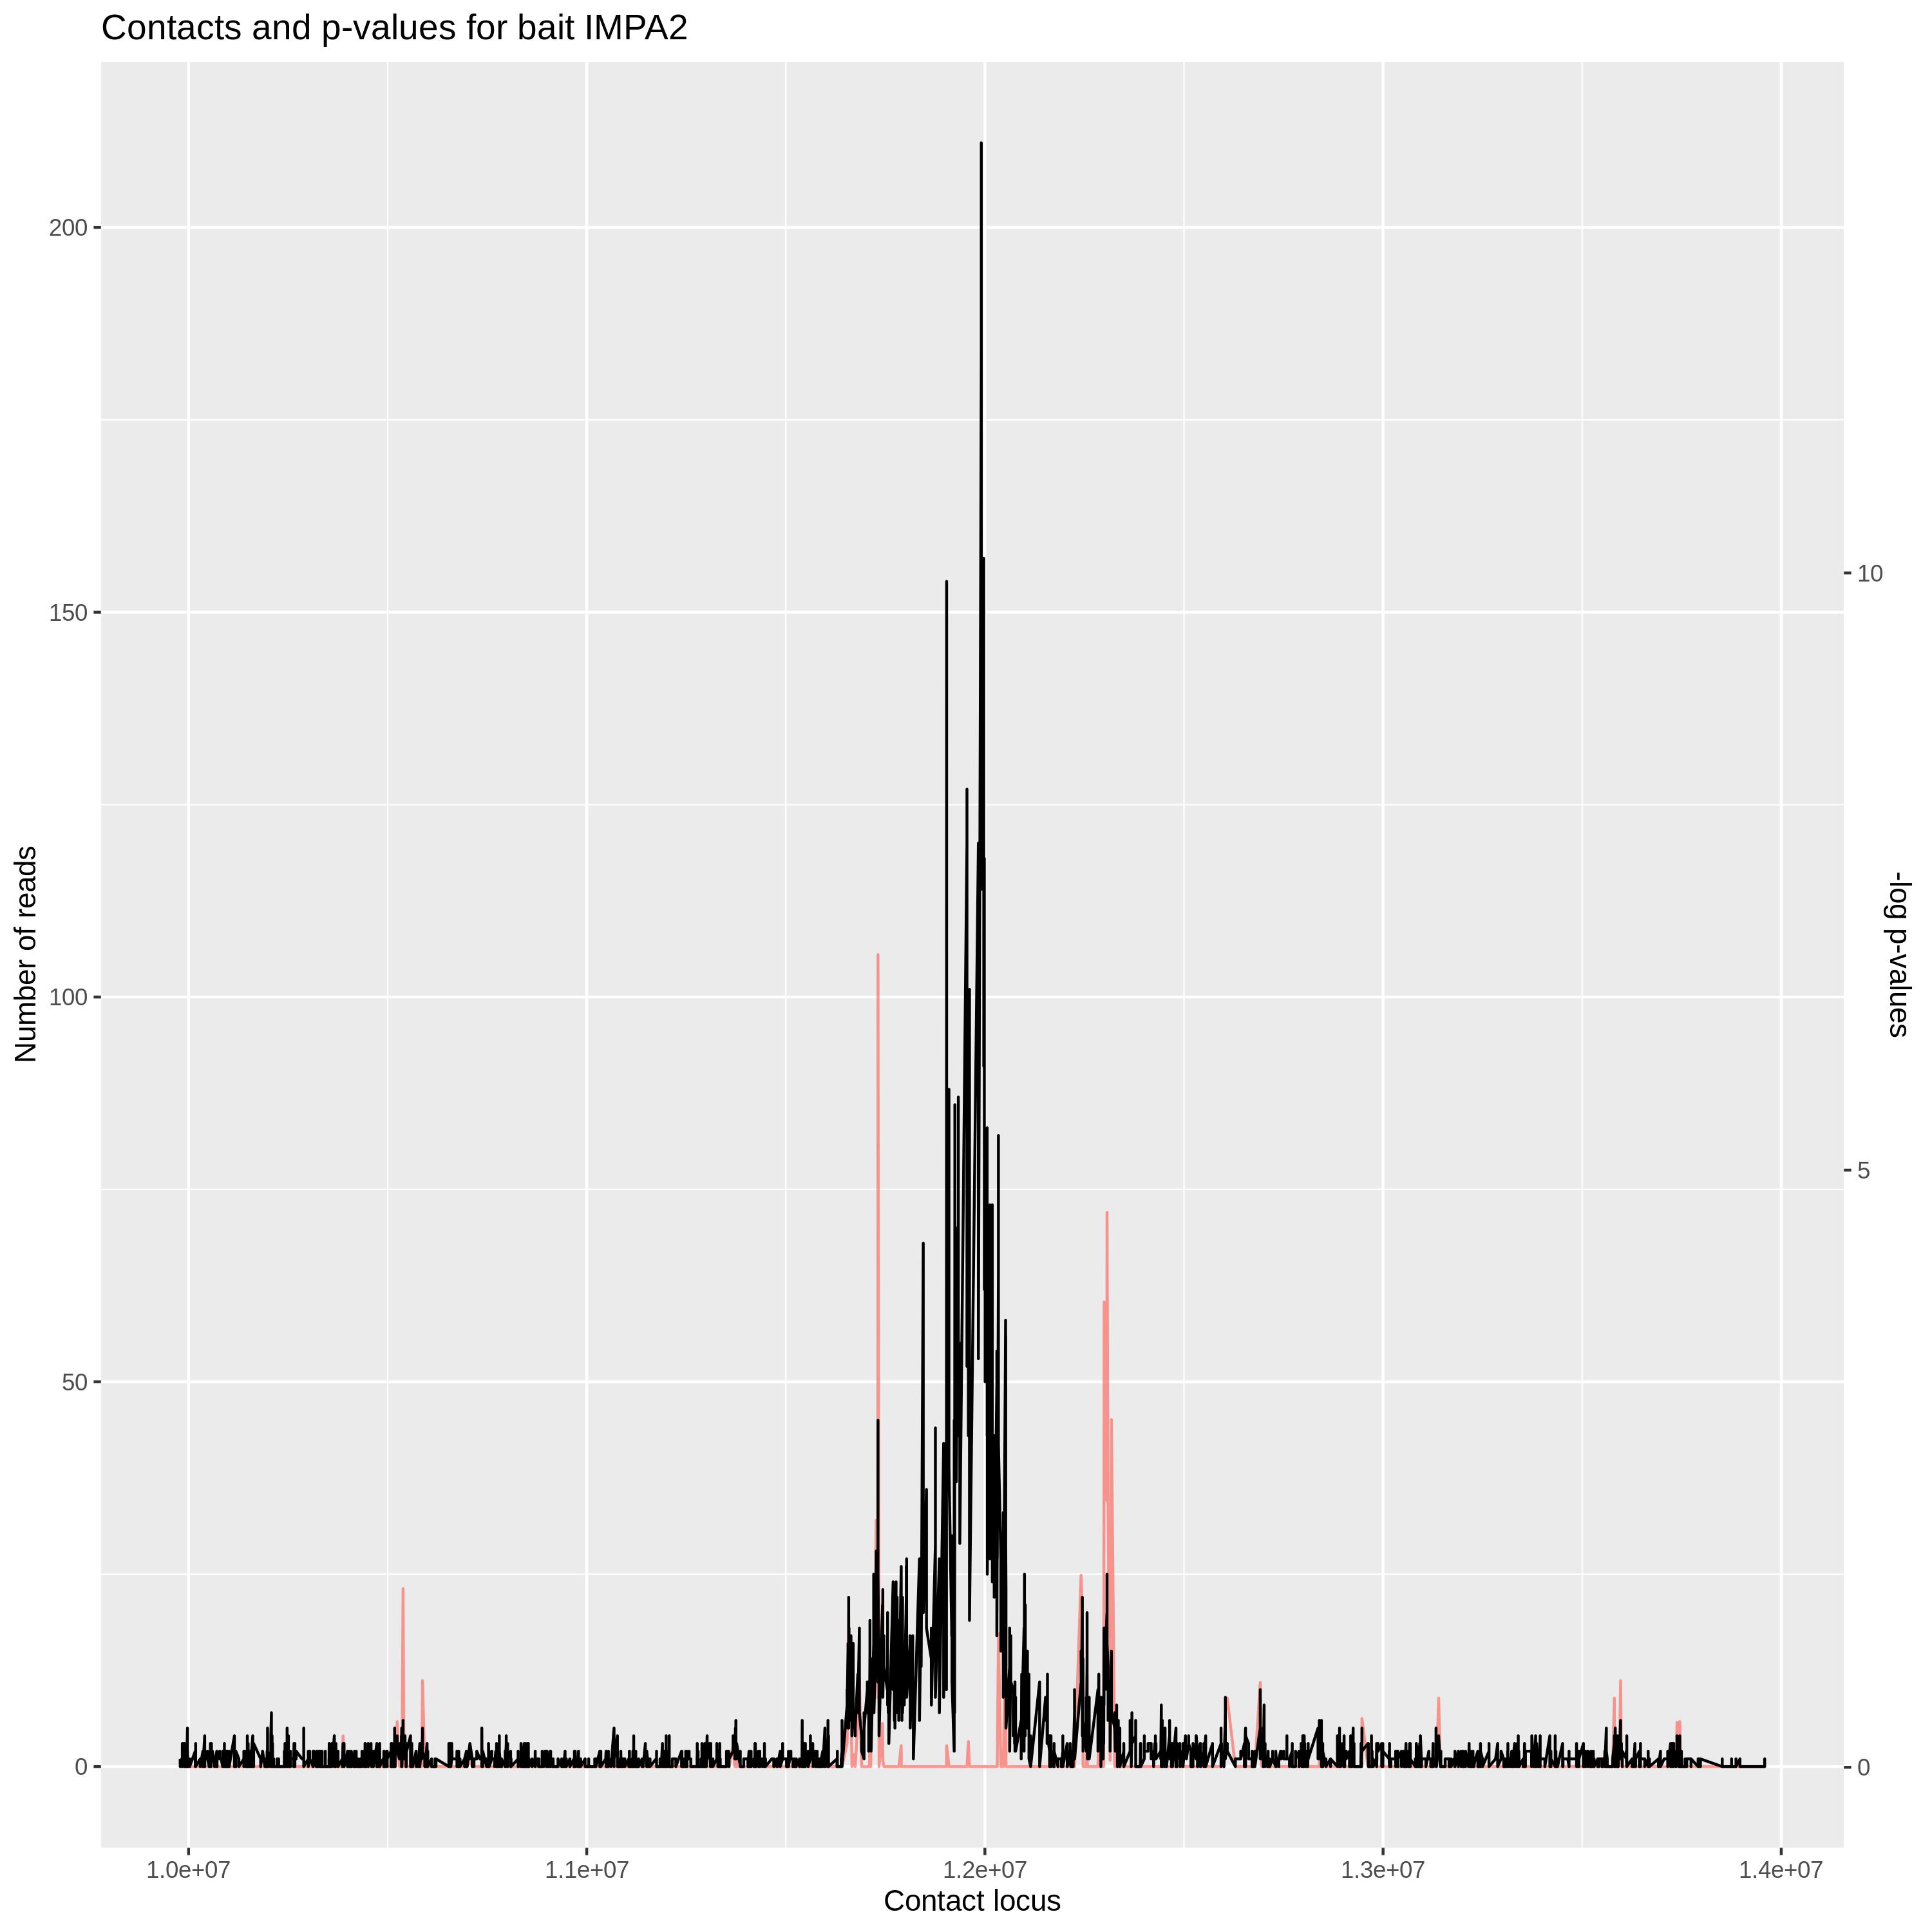 Contacts and p-values for bait IMPA2
Number of reads
200
150
100
50
0
10
5
0
-log p-values
1.0e+07 1.1e+07 1.2e+07 1.3e+07 1.4e+07
Contact locus